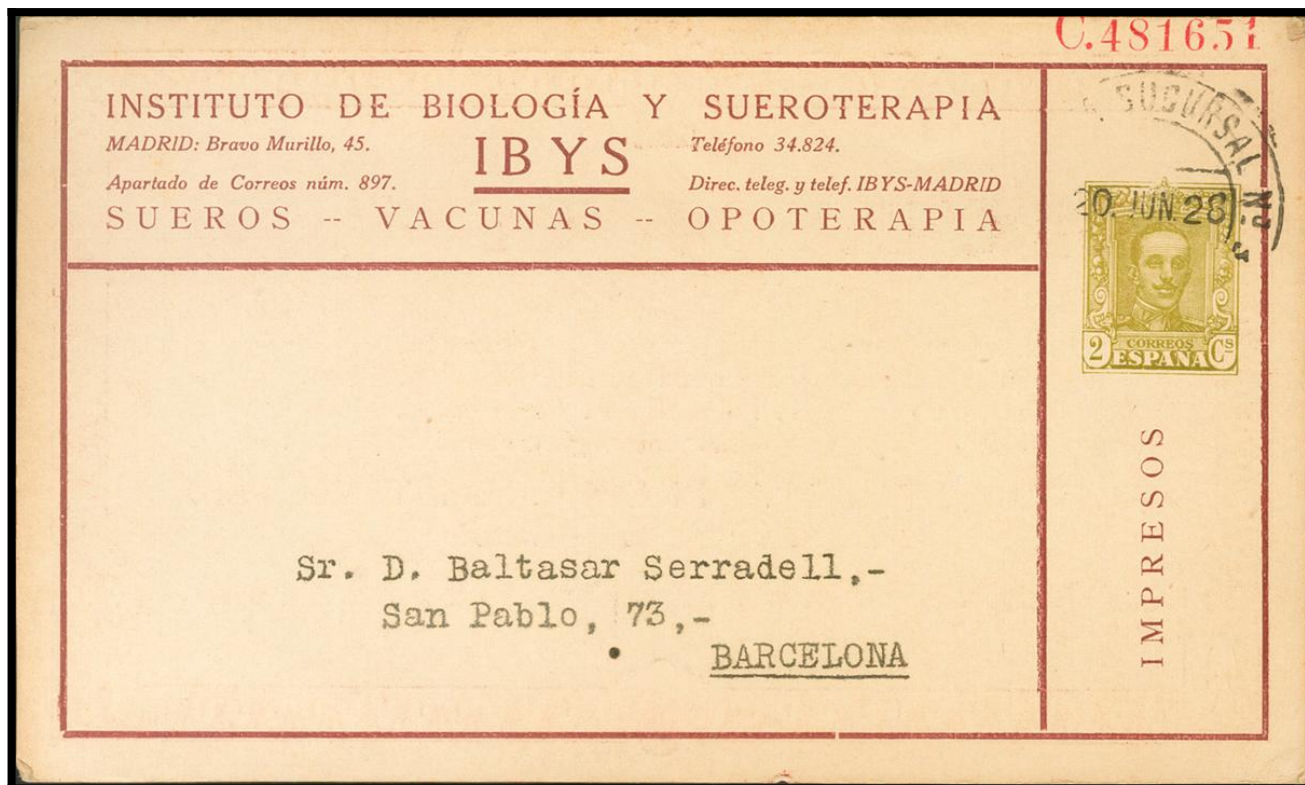 C.481651
INSTITUTO DE BIOLOGÍA Y SUEROTERAPIA
MADRID: Bravo Murillo, 45.
IBYS
Teléfono 34.824.
Apartado de Correos núm. 897.
Direc. teleg. y telef. IBYS-MADRID
SUEROS -- VACUNAS -- OPOTERAPIA
SUCURSAL
20. JUN. 28
2 CORREOS Cs
ESPAÑA
IMPRESOS
Sr. D. Baltasar Serradell,-
San Pablo, 73,-
BARCELONA